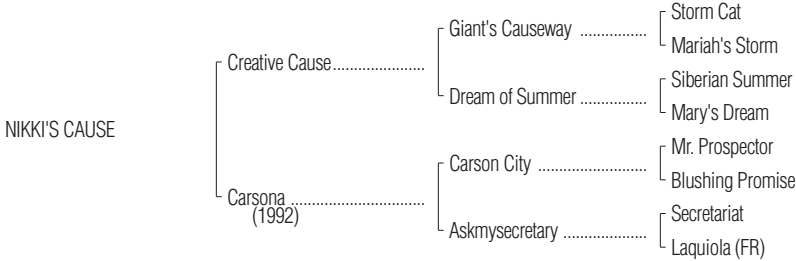 Storm Cat
Giant's Causeway ................
Mariah's Storm
Creative Cause......................
Siberian Summer
Dream of Summer ................
Mary's Dream
NIKKI'S CAUSE
Mr. Prospector
Carson City ..........................
Blushing Promise
Carsona ................................
(1992)
Secretariat
Askmysecretary ....................
Laquiola (FR)